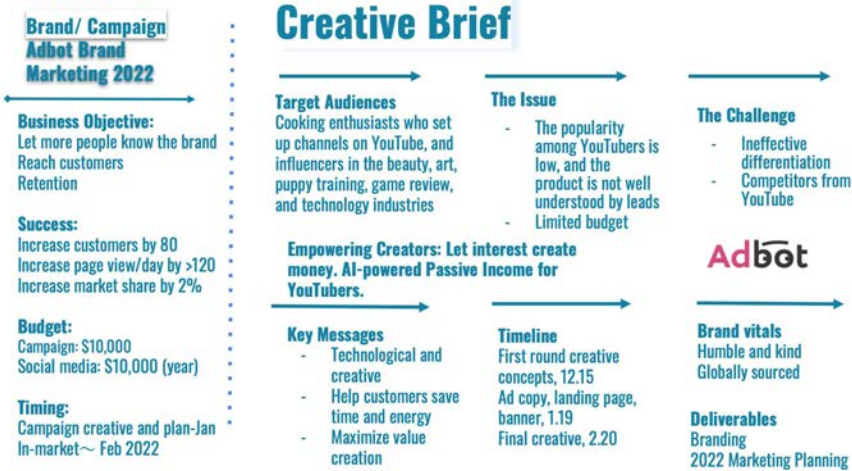 Brand/ Campaign
Adbot Brand
Marketing 2022
Business Objective:
Let more people know the brand
Reach customers
Retention
Success:
Increase customers by 80
Increase page view/day by >120
Increase market share by 2%
Budget:
Campaign: $10,000
Social media: $10,000 (year)
Timing:
Campaign creative and plan-Jan
In-market～ Feb 2022
Creative Brief
Target Audiences
Cooking enthusiasts who set
up channels on YouTube, and
influencers in the beauty, art,
puppy training, game review,
and technology industries
The Issue
- The popularity
among YouTubers is
low, and the
product is not well
understood by leads
- Limited budget
The Challenge
- Ineffective
differentiation
- Competitors from
YouTube
Empowering Creators: Let interest create
money. AI-powered Passive Income for
YouTubers.
Adbot
Key Messages
- Technological and
creative
- Help customers save
time and energy
- Maximize value
creation
Timeline
First round creative
concepts, 12.15
Ad copy, landing page,
banner, 1.19
Final creative, 2.20
Brand vitals
Humble and kind
Globally sourced
Deliverables
Branding
2022 Marketing Planning